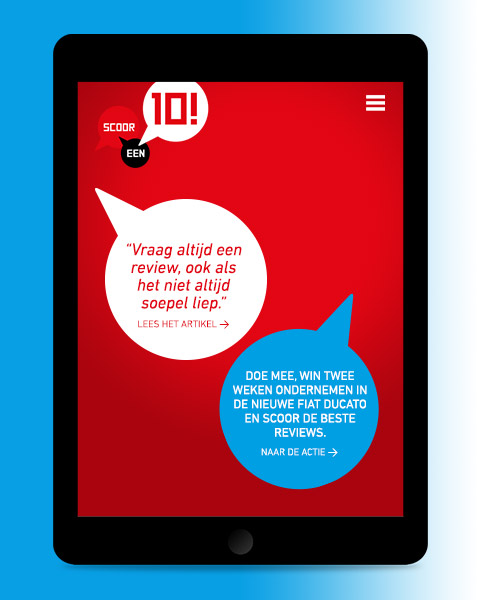 10!
SCOOR
EEN
"Vraag altijd een
review, ook als
het niet altijd
soepel liep."
LEES HET ARTIKEL →
DOE MEE, WIN TWEE
WEKEN ONDERNEMEN IN
DE NIEUWE FIAT DUCATO
EN SCOOR DE BESTE
REVIEWS.
NAAR DE ACTIE →